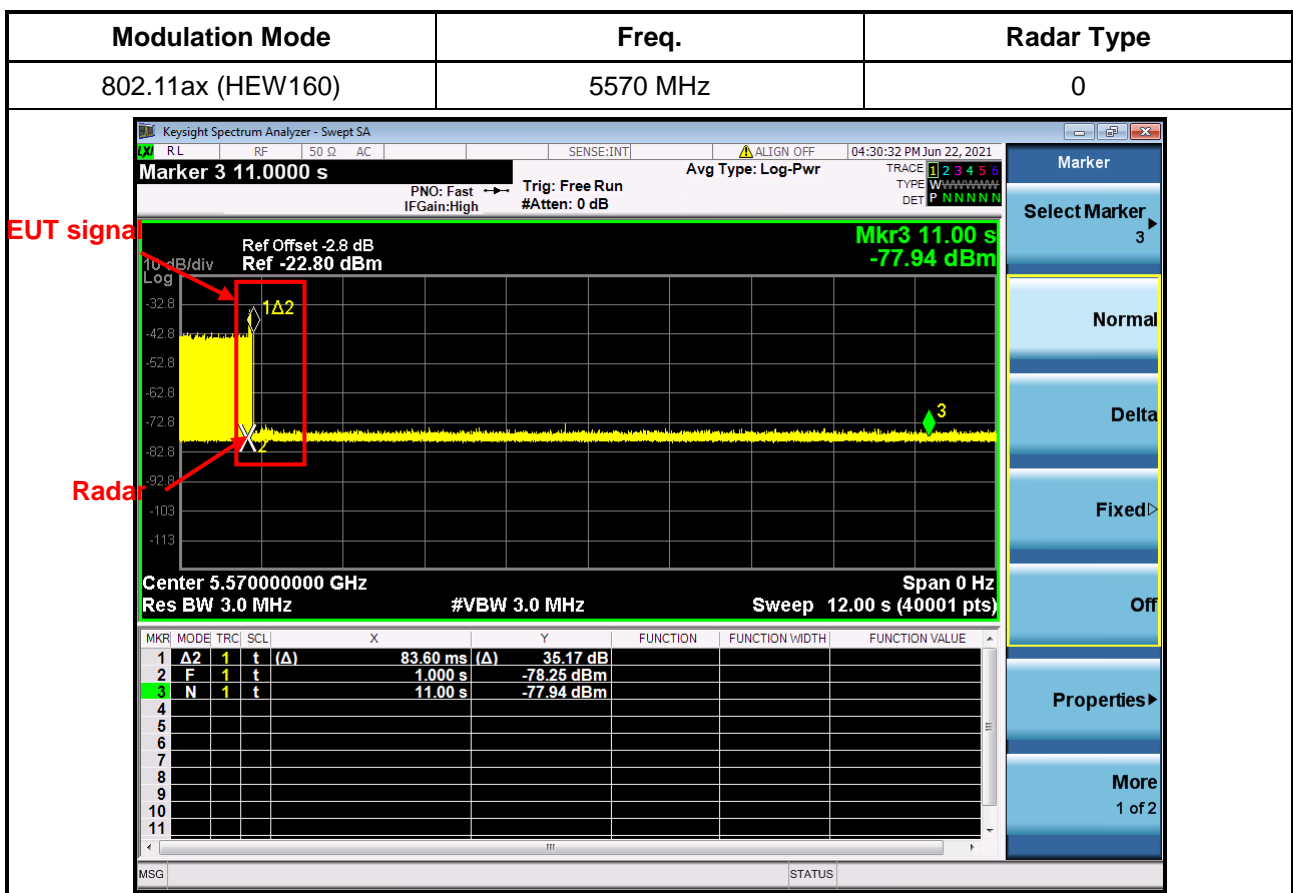 Modulation Mode Freq. Radar Type
802.11ax (HEW160) 5570 MHz 0
Keysight Spectrum Analyzer - Swept SA
LXI RL RF 50 Ω AC SENSE:INT ALIGN OFF 04:30:32 PM Jun 22, 2021
Marker 3 11.0000 s
PNO: Fast
IFGain:High
Trig: Free Run
#Atten: 0 dB
Avg Type: Log-Pwr
TRACE 1 2 3 4 5 6
TYPE WWWWWW
DET P N N N N N
Marker
Select Marker
3
Normal
Delta
Fixed
Off
Properties
More
1 of 2
EUT signal
Radar
Mkr3 11.00 s
-77.94 dBm
Ref Offset -2.8 dB
10 dB/div Ref -22.80 dBm
Log
-32.8
-42.8
-52.8
-62.8
-72.8
-82.8
-92.8
-103
-113
1Δ2
2
3
Center 5.570000000 GHz Span 0 Hz
Res BW 3.0 MHz #VBW 3.0 MHz Sweep 12.00 s (40001 pts)
MKR MODE TRC SCL X Y FUNCTION FUNCTION WIDTH FUNCTION VALUE
1 Δ2 1 t (Δ) 83.60 ms (Δ) 35.17 dB
2 F 1 t 1.000 s -78.25 dBm
3 N 1 t 11.00 s -77.94 dBm
4
5
6
7
8
9
10
11
MSG STATUS